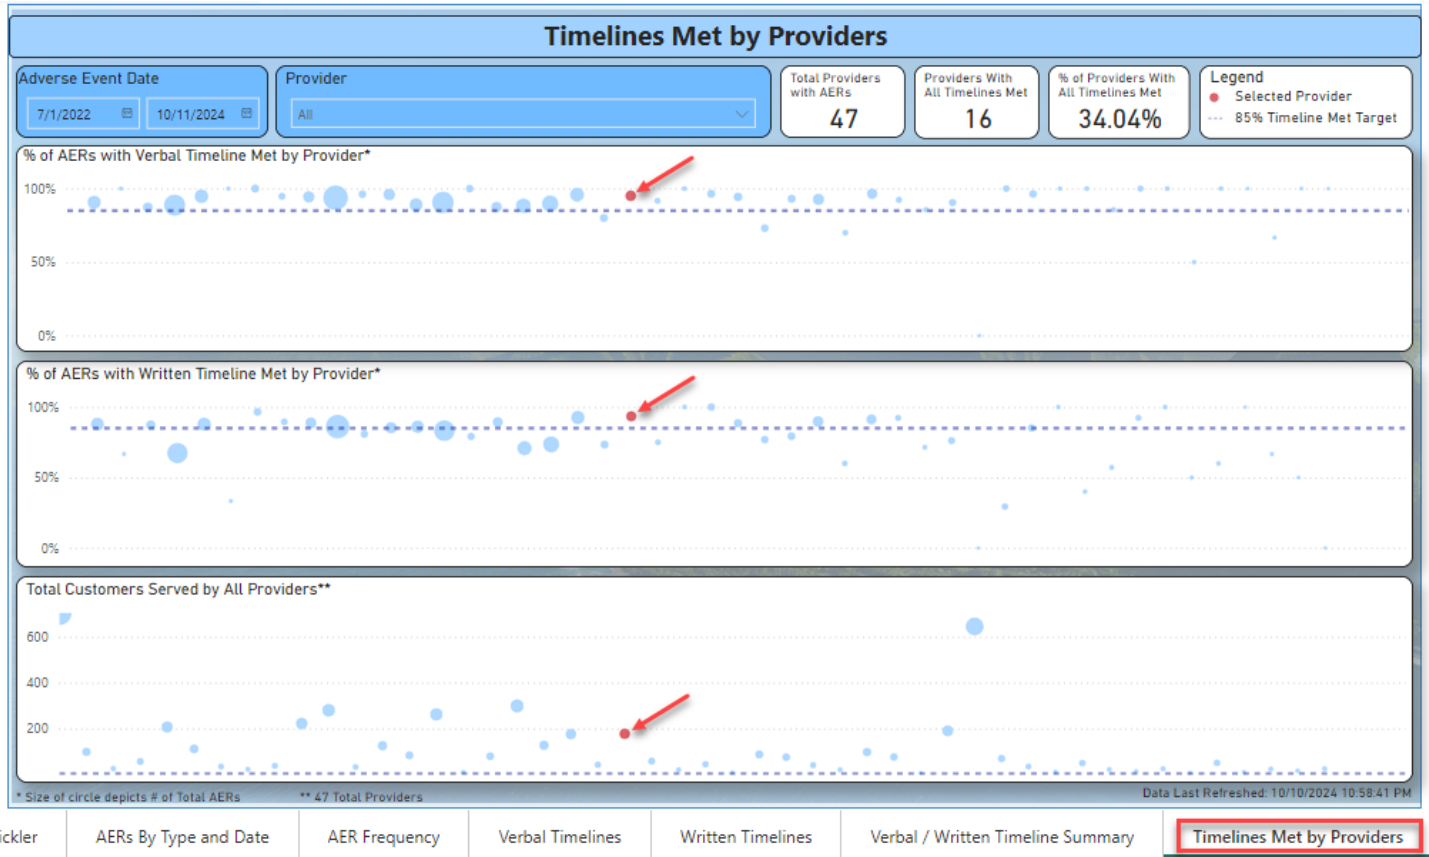 Timelines Met by Providers
Adverse Event Date
7/1/2022
10/11/2024
Provider
All
Total Providers
with AERs
47
Providers With
All Timelines Met
16
% of Providers With
All Timelines Met
34.04%
Legend
Selected Provider
85% Timeline Met Target
% of AERs with Verbal Timeline Met by Provider*
100%
50%
0%
% of AERs with Written Timeline Met by Provider*
100%
50%
0%
Total Customers Served by All Providers**
600
400
200
* Size of circle depicts # of Total AERs
** 47 Total Providers
Data Last Refreshed: 10/10/2024 10:58:41 PM
ickler
AERs By Type and Date
AER Frequency
Verbal Timelines
Written Timelines
Verbal / Written Timeline Summary
Timelines Met by Providers